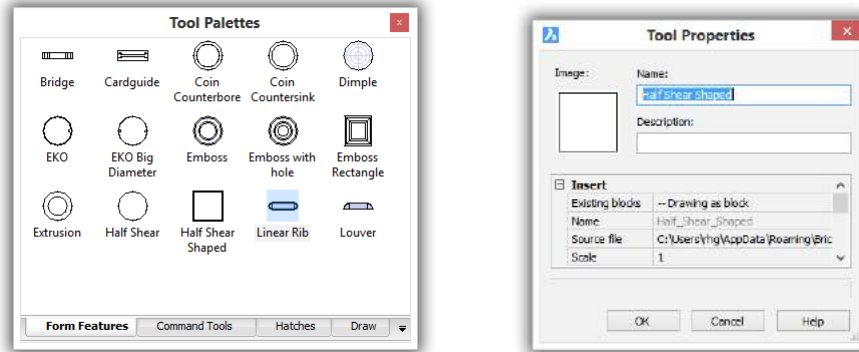 Tool Palettes
x
Bridge
Cardguide
Coin
Counterbore
Coin
Countersink
Dimple
EKO
EKO Big
Diameter
Emboss
Emboss with
hole
Emboss
Rectangle
Extrusion
Half Shear
Half Shear
Shaped
Linear Rib
Louver
Form Features
Command Tools
Hatches
Draw
Tool Properties
x
Image:
Name:
Half Shear Shaped
Description:
Insert
Existing blocks -- Drawing as block
Name Half_Shear_Shaped
Source file C:\Users\rhg\AppData\Roaming\Bric
Scale 1
OK
Cancel
Help